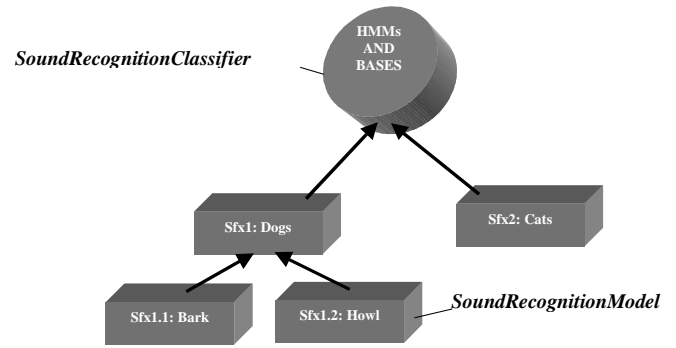 HMMs
AND
BASES
SoundRecognitionClassifier
Sfx1: Dogs
Sfx2: Cats
Sfx1.1: Bark
Sfx1.2: Howl
SoundRecognitionModel